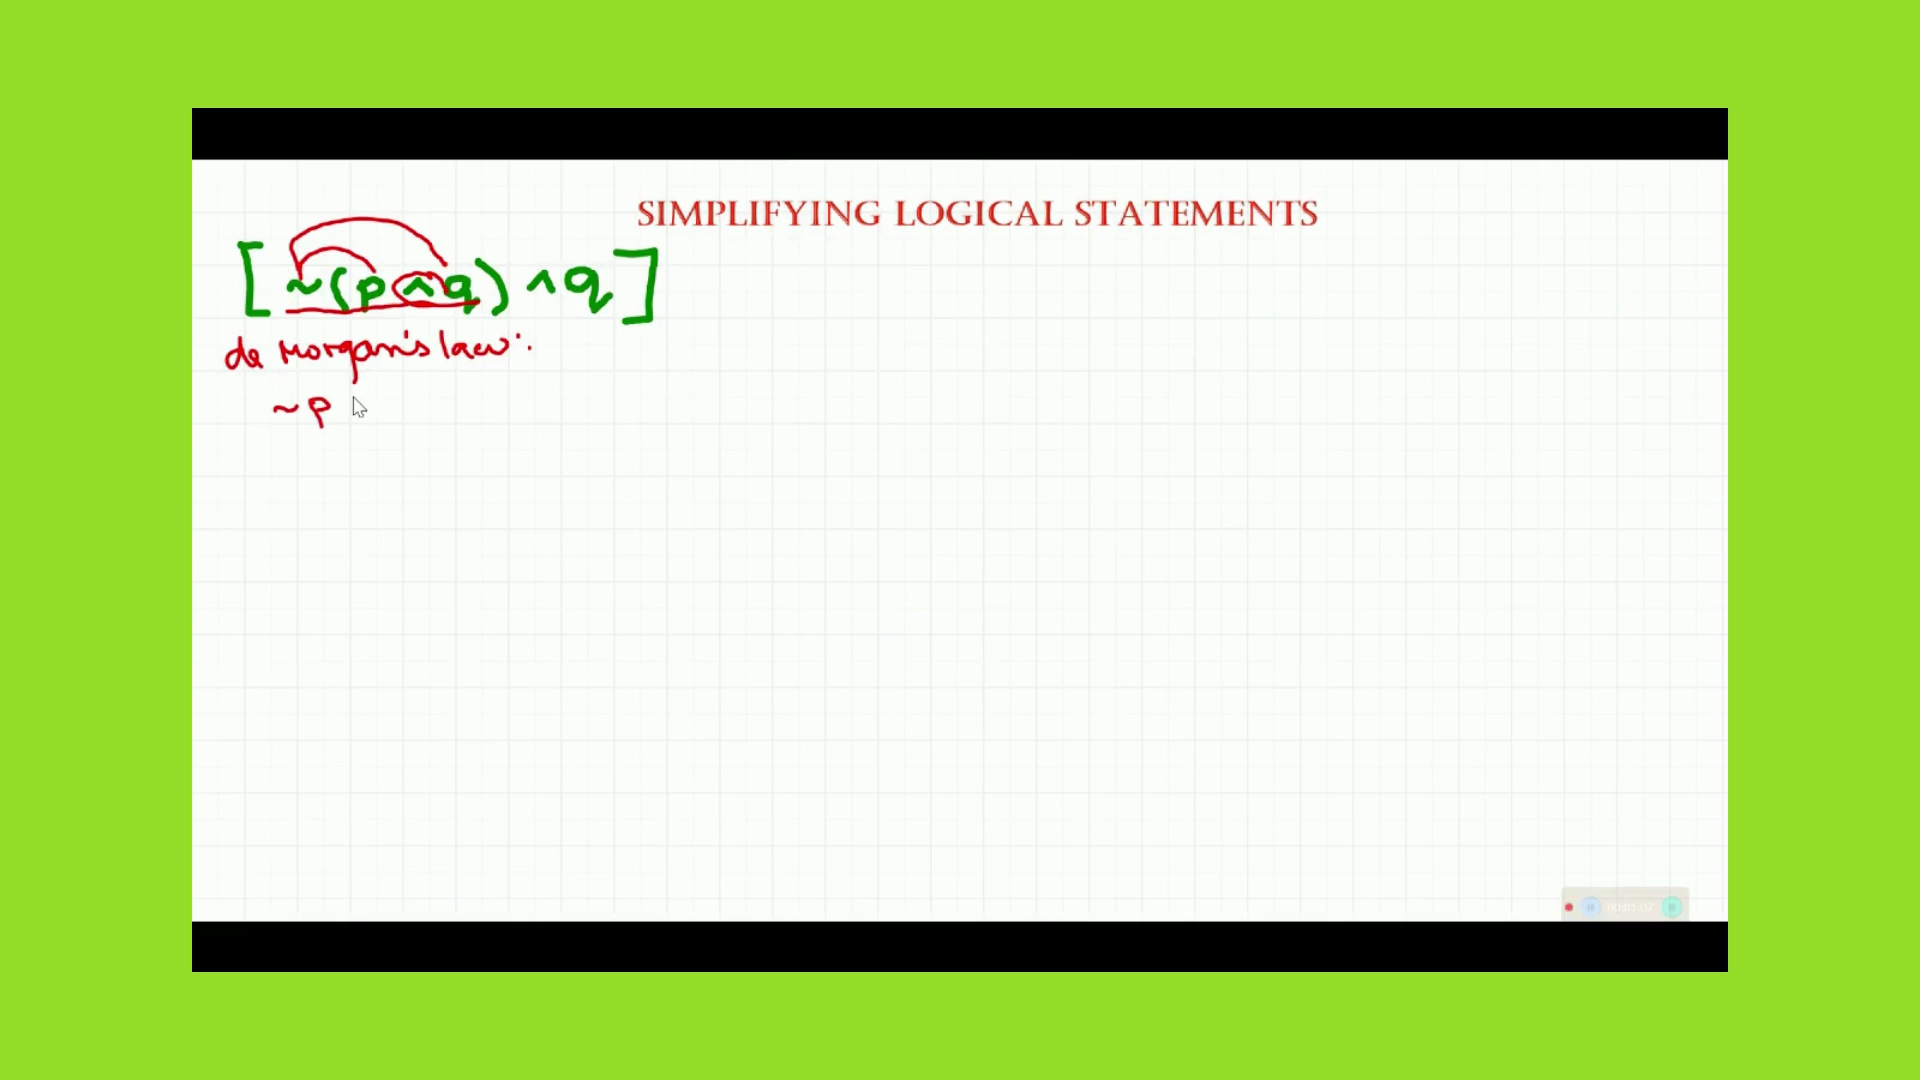 SIMPLIFYING LOGICAL STATEMENTS
[~(p∧q)∧q]
de Morgan's law:
~p